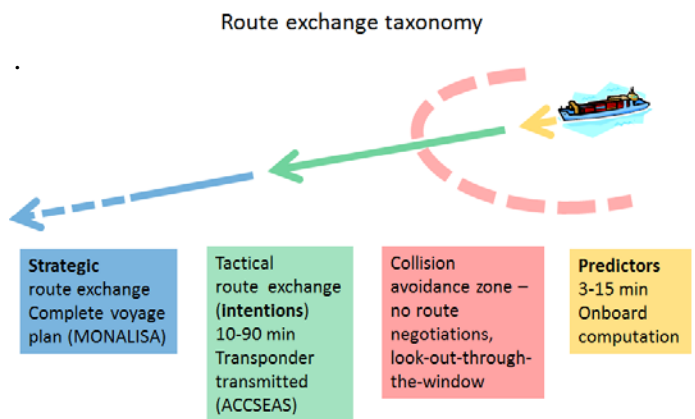 Route exchange taxonomy
.
Strategic
route exchange
Complete voyage
plan (MONALISA)
Tactical
route exchange
(intentions)
10-90 min
Transponder
transmitted
(ACCSEAS)
Collision
avoidance zone –
no route
negotiations,
look-out-through-
the-window
Predictors
3-15 min
Onboard
computation